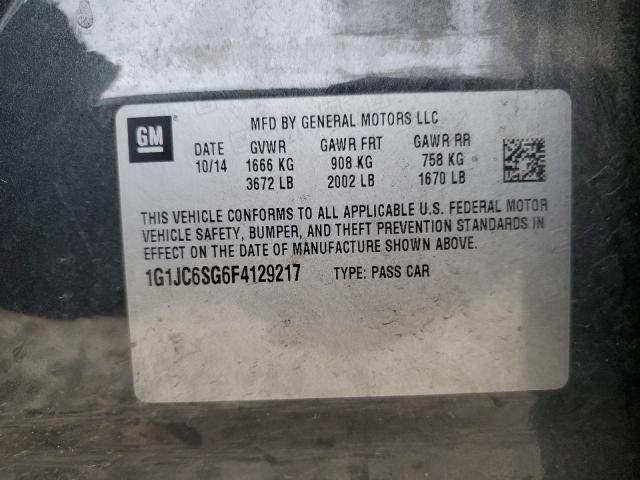 GM
MFD BY GENERAL MOTORS LLC
DATE GVWR GAWR FRT GAWR RR
10/14 1666 KG 908 KG 758 KG
3672 LB 2002 LB 1670 LB
THIS VEHICLE CONFORMS TO ALL APPLICABLE U.S. FEDERAL MOTOR
VEHICLE SAFETY, BUMPER, AND THEFT PREVENTION STANDARDS IN
EFFECT ON THE DATE OF MANUFACTURE SHOWN ABOVE.
1G1JC6SG6F4129217 TYPE: PASS CAR